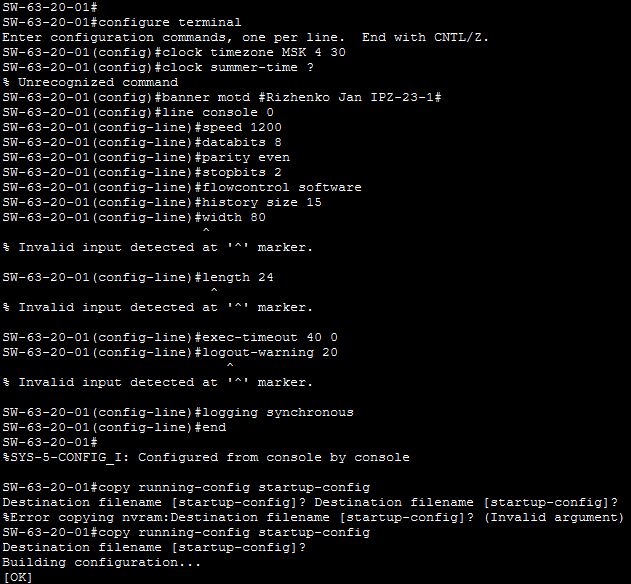 SW-63-20-01#
SW-63-20-01#configure terminal
Enter configuration commands, one per line.  End with CNTL/Z.
SW-63-20-01(config)#clock timezone MSK 4 30
SW-63-20-01(config)#clock summer-time ?
% Unrecognized command
SW-63-20-01(config)#banner motd #Rizhenko Jan IPZ-23-1#
SW-63-20-01(config)#line console 0
SW-63-20-01(config-line)#speed 1200
SW-63-20-01(config-line)#databits 8
SW-63-20-01(config-line)#parity even
SW-63-20-01(config-line)#stopbits 2
SW-63-20-01(config-line)#flowcontrol software
SW-63-20-01(config-line)#history size 15
SW-63-20-01(config-line)#width 80
^
% Invalid input detected at '^' marker.
SW-63-20-01(config-line)#length 24
^
% Invalid input detected at '^' marker.
SW-63-20-01(config-line)#exec-timeout 40 0
SW-63-20-01(config-line)#logout-warning 20
^
% Invalid input detected at '^' marker.
SW-63-20-01(config-line)#logging synchronous
SW-63-20-01(config-line)#end
SW-63-20-01#
%SYS-5-CONFIG_I: Configured from console by console
SW-63-20-01#copy running-config startup-config
Destination filename [startup-config]? Destination filename [startup-config]?
%Error copying nvram:Destination filename [startup-config]? (Invalid argument)
SW-63-20-01#copy running-config startup-config
Destination filename [startup-config]?
Building configuration...
[OK]